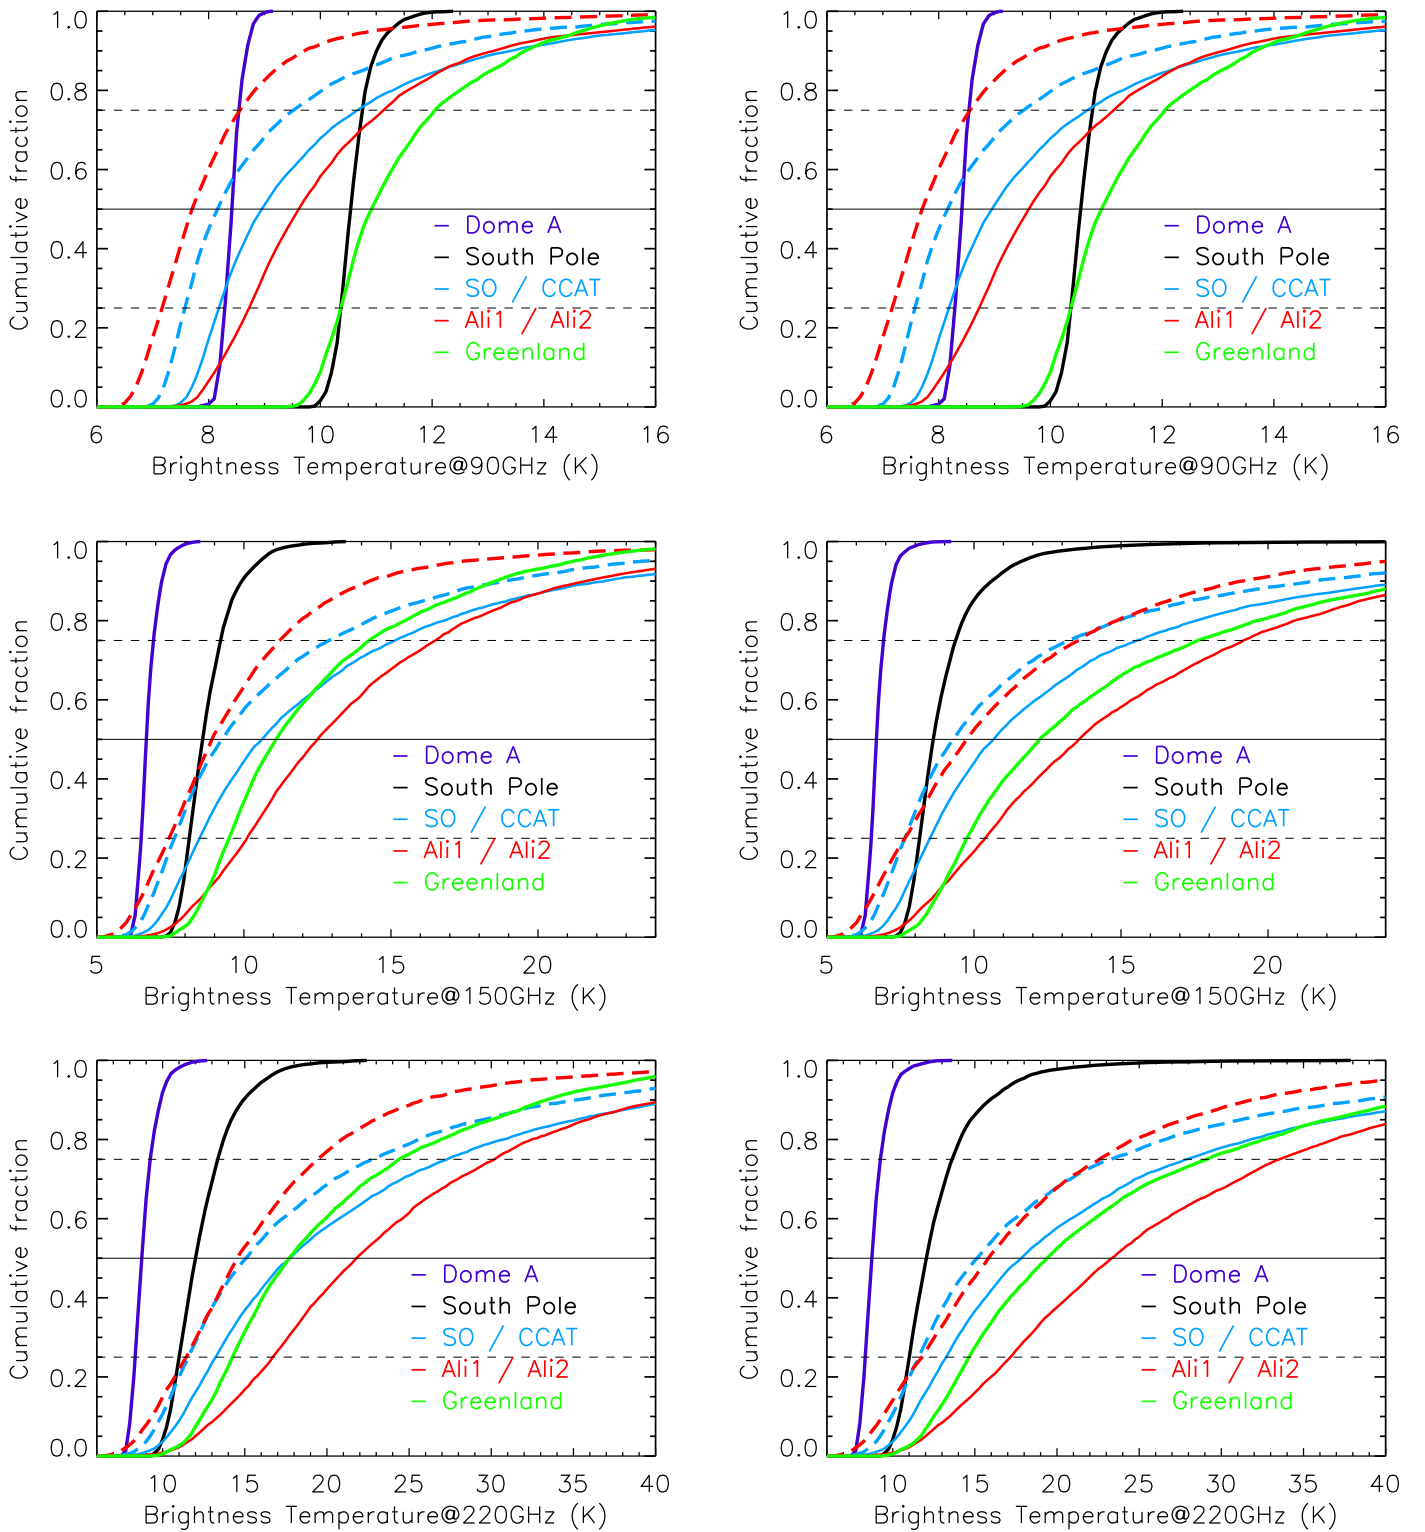 Cumulative fraction
1.0
0.8
0.6
0.4
0.2
0.0
Dome A
South Pole
SO / CCAT
Ali1 / Ali2
Greenland
6 8 10 12 14 16
Brightness Temperature@90GHz (K)
Cumulative fraction
1.0
0.8
0.6
0.4
0.2
0.0
Dome A
South Pole
SO / CCAT
Ali1 / Ali2
Greenland
6 8 10 12 14 16
Brightness Temperature@90GHz (K)
Cumulative fraction
1.0
0.8
0.6
0.4
0.2
0.0
Dome A
South Pole
SO / CCAT
Ali1 / Ali2
Greenland
5 10 15 20
Brightness Temperature@150GHz (K)
Cumulative fraction
1.0
0.8
0.6
0.4
0.2
0.0
Dome A
South Pole
SO / CCAT
Ali1 / Ali2
Greenland
5 10 15 20
Brightness Temperature@150GHz (K)
Cumulative fraction
1.0
0.8
0.6
0.4
0.2
0.0
Dome A
South Pole
SO / CCAT
Ali1 / Ali2
Greenland
10 15 20 25 30 35 40
Brightness Temperature@220GHz (K)
Cumulative fraction
1.0
0.8
0.6
0.4
0.2
0.0
Dome A
South Pole
SO / CCAT
Ali1 / Ali2
Greenland
10 15 20 25 30 35 40
Brightness Temperature@220GHz (K)